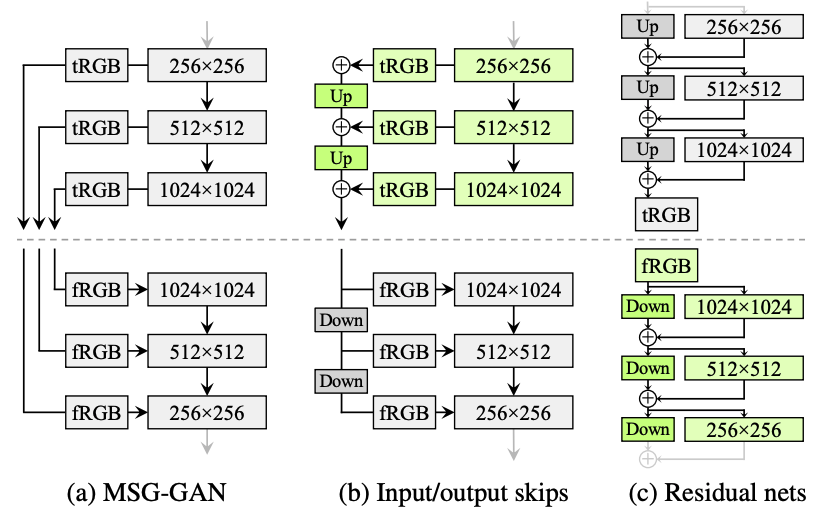 tRGB 256×256
tRGB 512×512
tRGB 1024×1024
fRGB 1024×1024
fRGB 512×512
fRGB 256×256
(a) MSG-GAN
tRGB 256×256
Up
tRGB 512×512
Up
tRGB 1024×1024
fRGB 1024×1024
Down
fRGB 512×512
Down
fRGB 256×256
(b) Input/output skips
Up 256×256
Up 512×512
Up 1024×1024
tRGB
fRGB
Down 1024×1024
Down 512×512
Down 256×256
(c) Residual nets